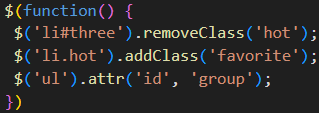 $(function() {
$('li#three').removeClass('hot');
$('li.hot').addClass('favorite');
$('ul').attr('id', 'group');
})